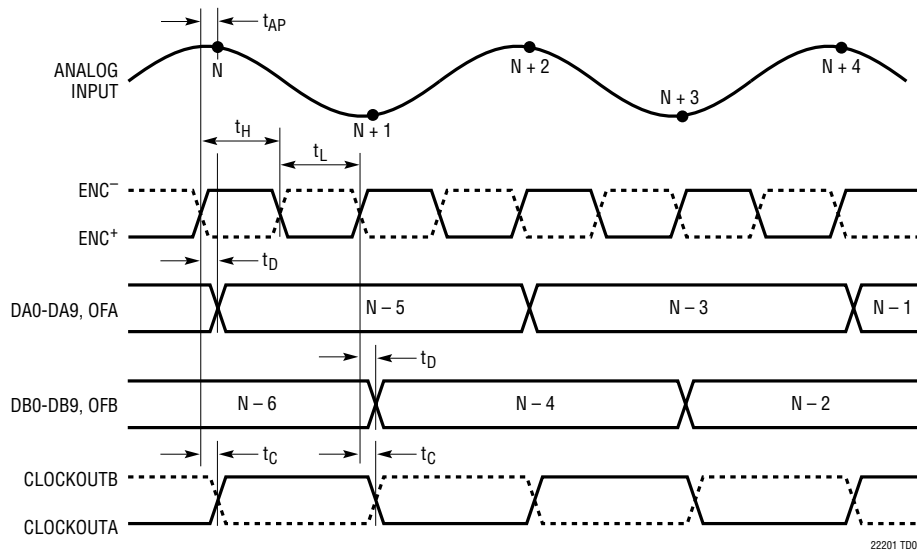 tAP
ANALOG
INPUT
N
N + 1
N + 2
N + 3
N + 4
tH
tL
ENC–
ENC+
tD
DA0-DA9, OFA
N – 5
N – 3
N – 1
tD
DB0-DB9, OFB
N – 6
N – 4
N – 2
tC
tC
CLOCKOUTB
CLOCKOUTA
22201 TD0